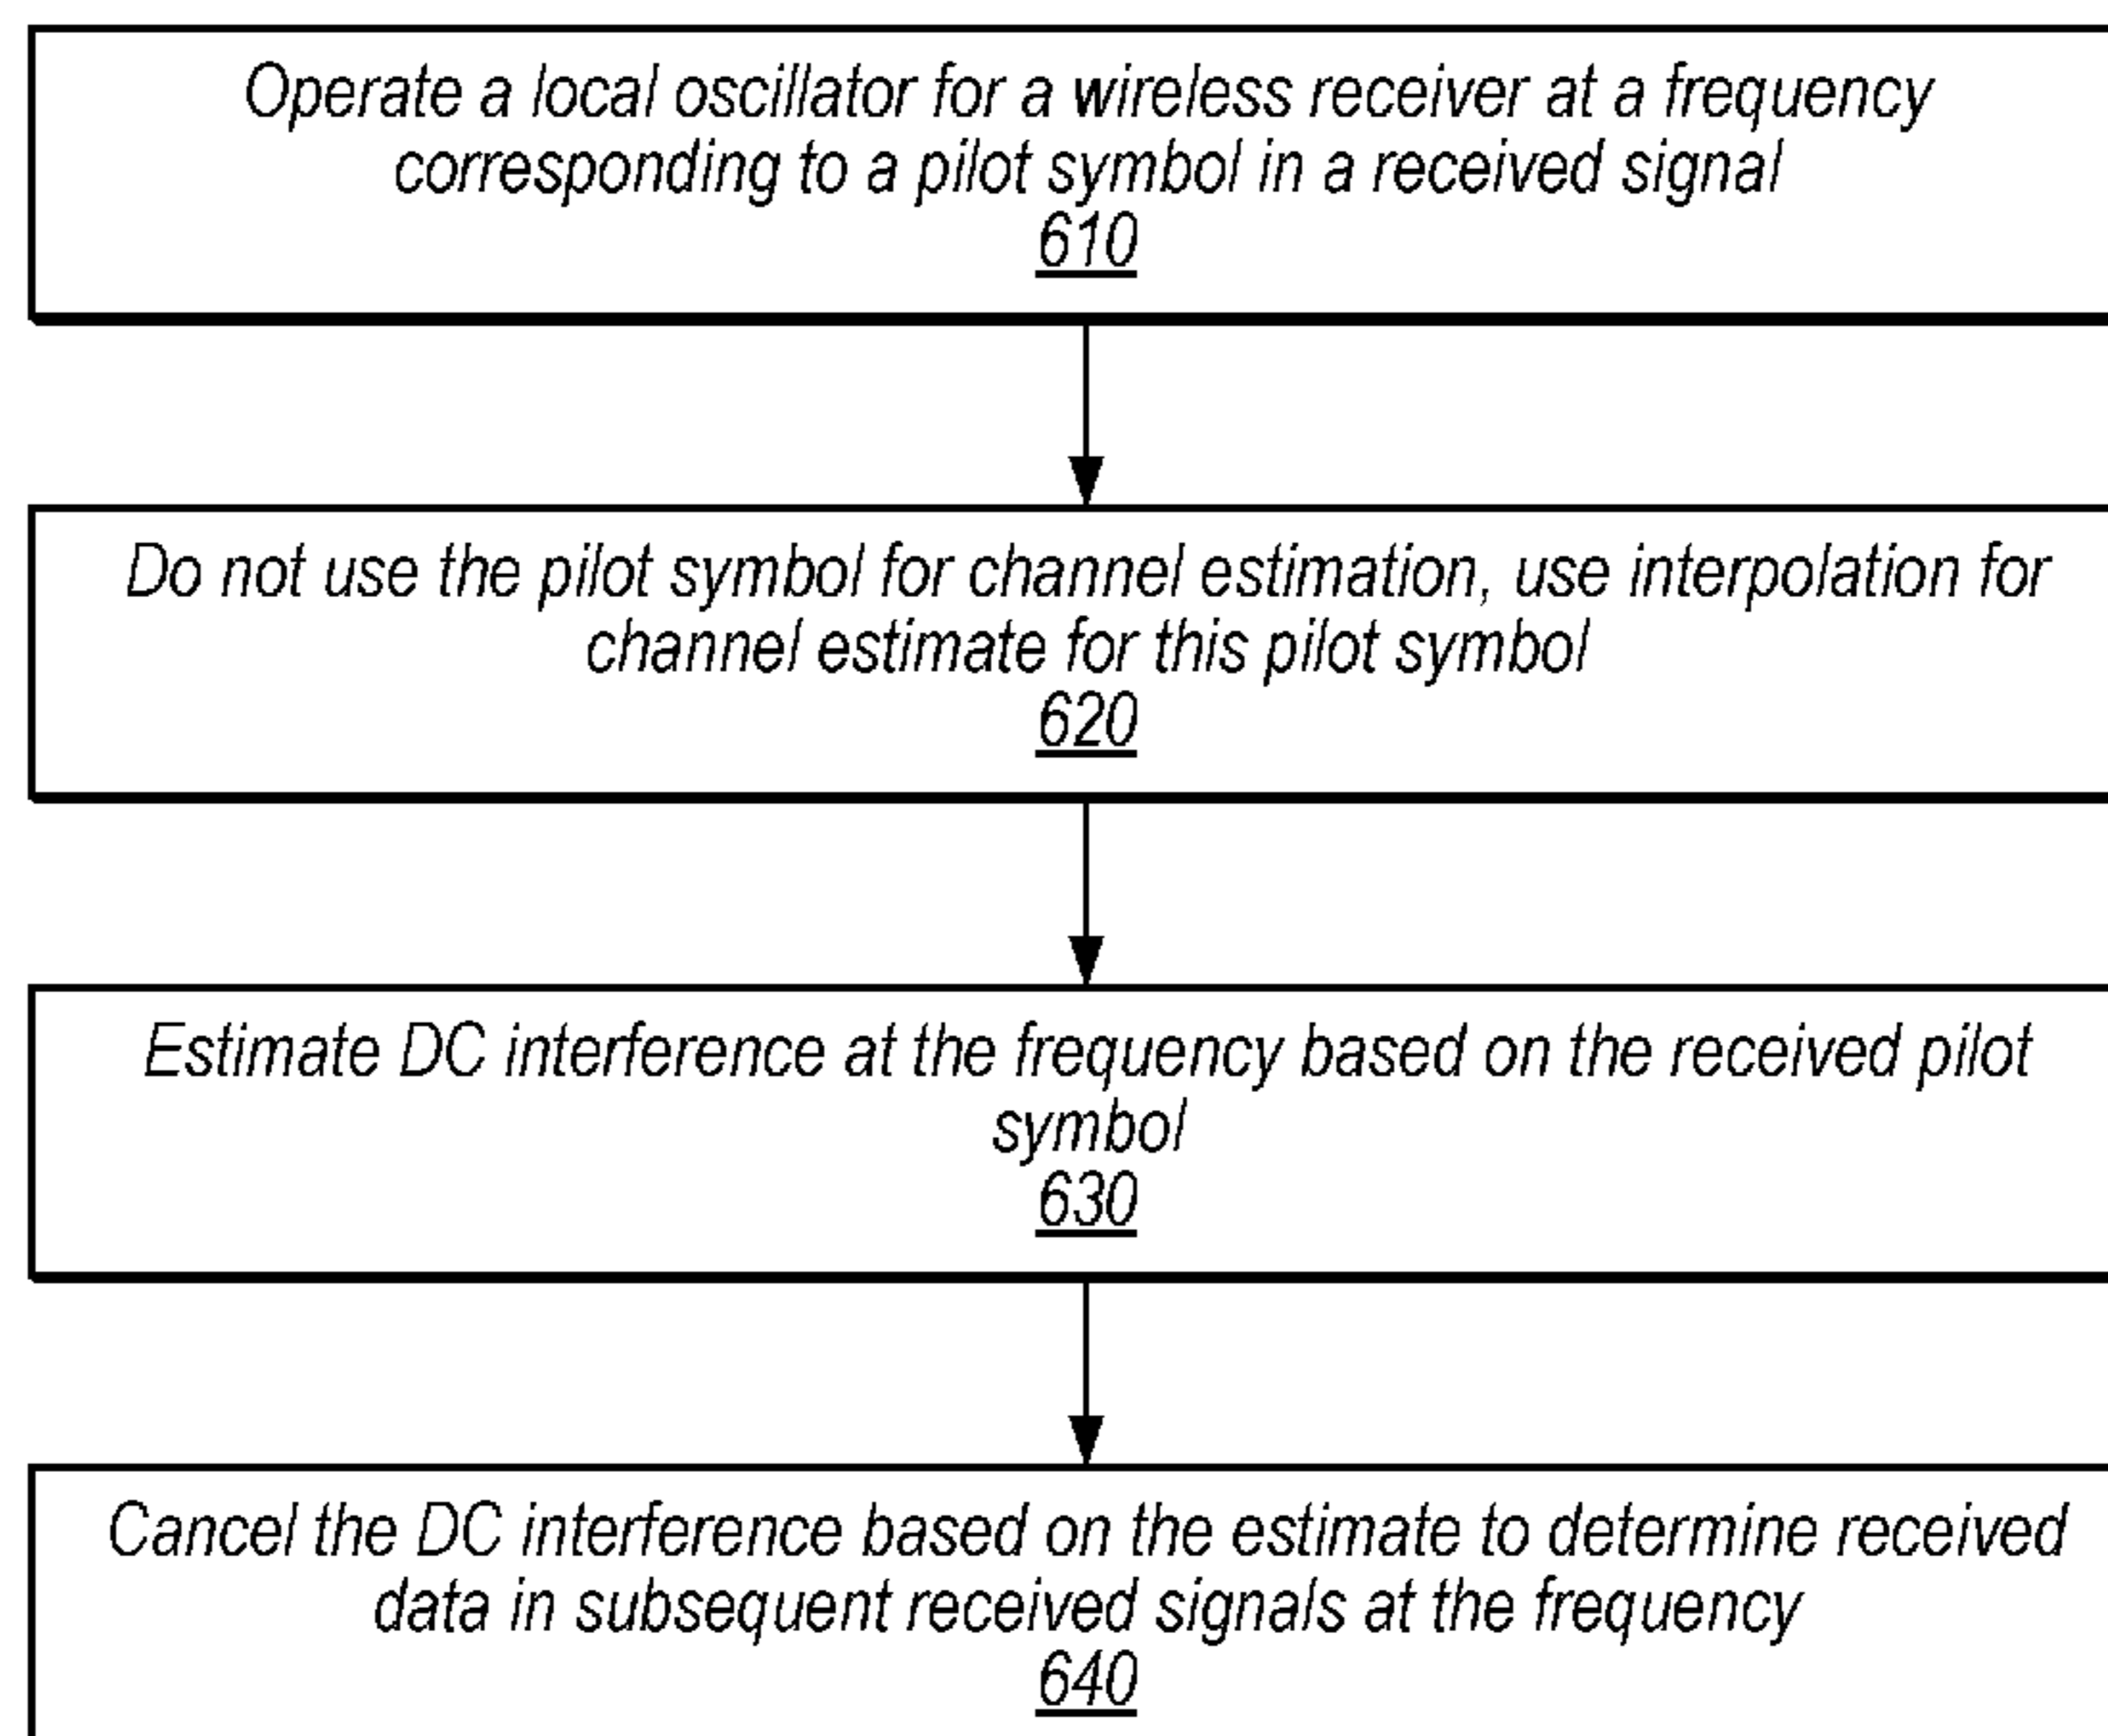 Operate a local oscillator for a wireless receiver at a frequency
corresponding to a pilot symbol in a received signal
610
Do not use the pilot symbol for channel estimation, use interpolation for
channel estimate for this pilot symbol
620
Estimate DC interference at the frequency based on the received pilot
symbol
630
Cancel the DC interference based on the estimate to determine received
data in subsequent received signals at the frequency
640